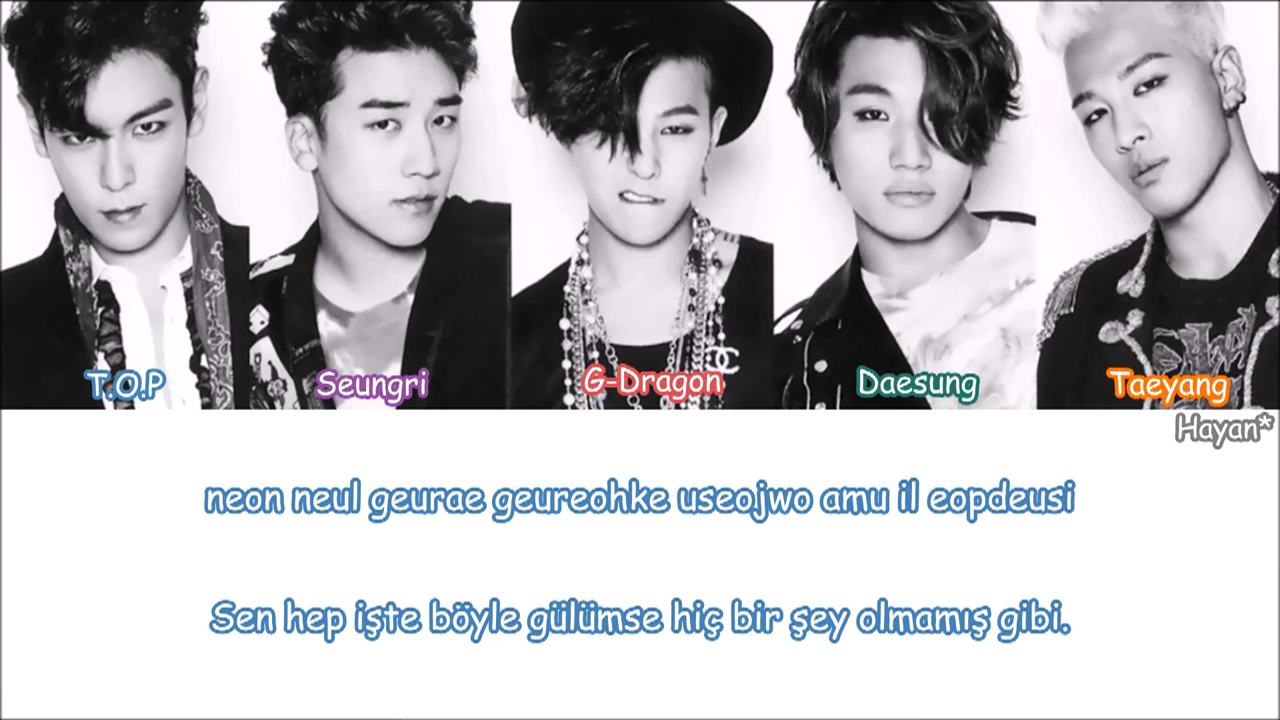 T.O.P
Seungri
G-Dragon
Daesung
Taeyang
Hayan*
neon neul geurae geureohke useojwo amu il eopdeusi
Sen hep işte böyle gülümse hiç bir şey olmamış gibi.